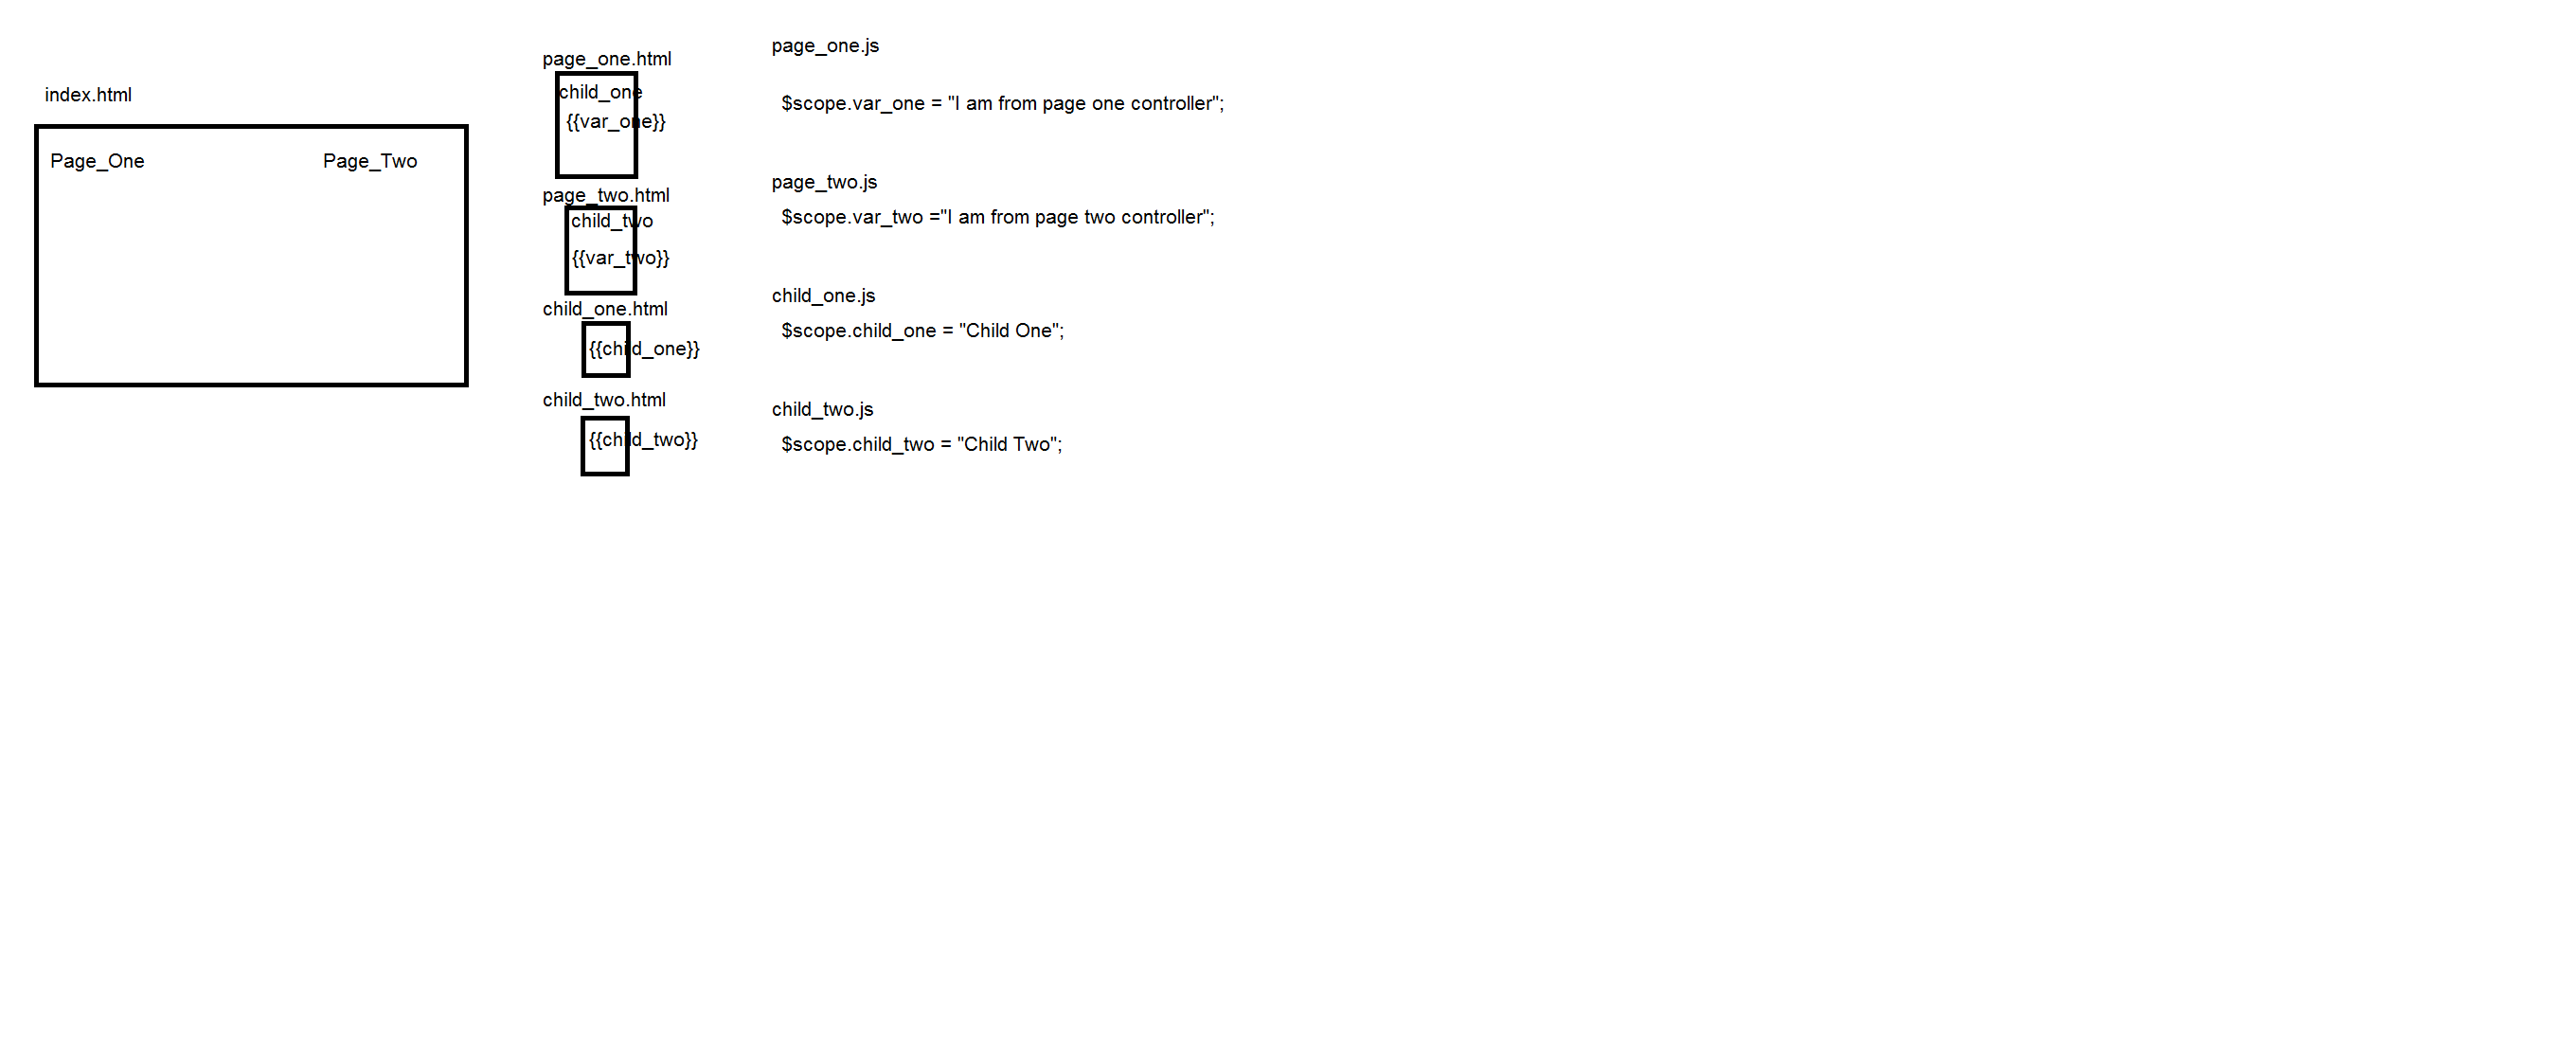 index.html
Page_One
Page_Two
page_one.html
child_one
{{var_one}}
page_two.html
child_two
{{var_two}}
child_one.html
{{child_one}}
child_two.html
{{child_two}}
page_one.js
$scope.var_one = "I am from page one controller";
page_two.js
$scope.var_two ="I am from page two controller";
child_one.js
$scope.child_one = "Child One";
child_two.js
$scope.child_two = "Child Two";